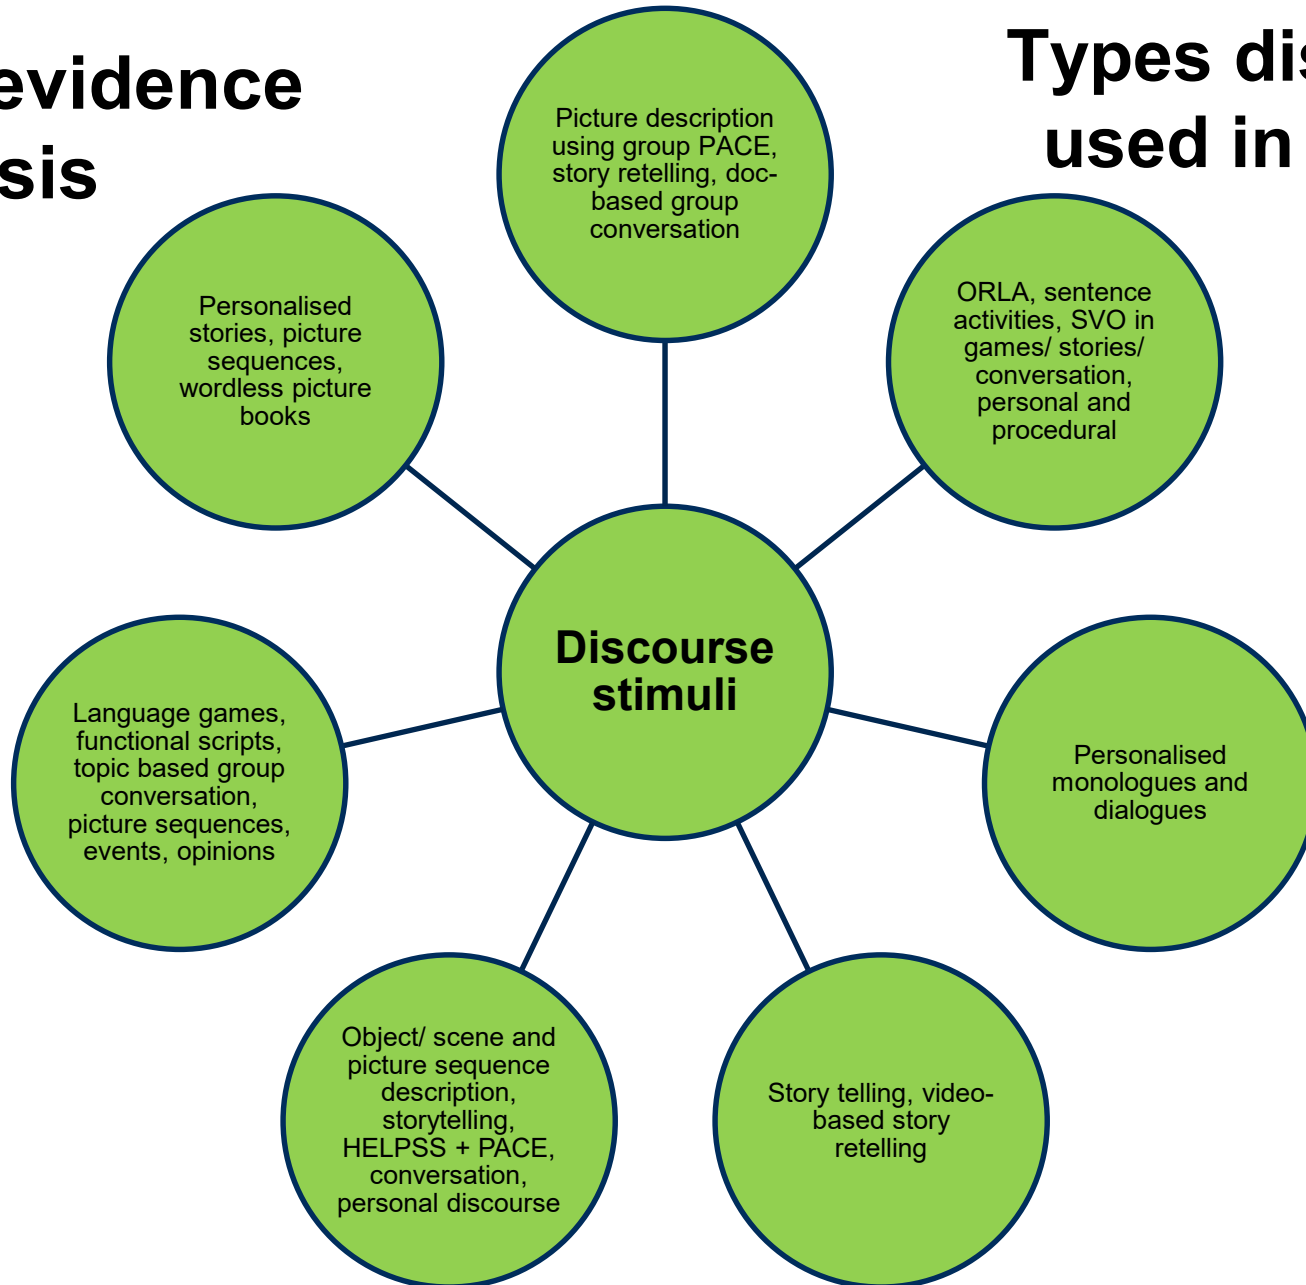 evidence
sis
Types dis
used in
Picture description
using group PACE,
story retelling, doc-
based group
conversation
ORLA, sentence
activities, SVO in
games/ stories/
conversation,
personal and
procedural
Personalised
monologues and
dialogues
Story telling, video-
based story
retelling
Object/ scene and
picture sequence
description,
storytelling,
HELPSS + PACE,
conversation,
personal discourse
Language games,
functional scripts,
topic based group
conversation,
picture sequences,
events, opinions
Personalised
stories, picture
sequences,
wordless picture
books
Discourse
stimuli